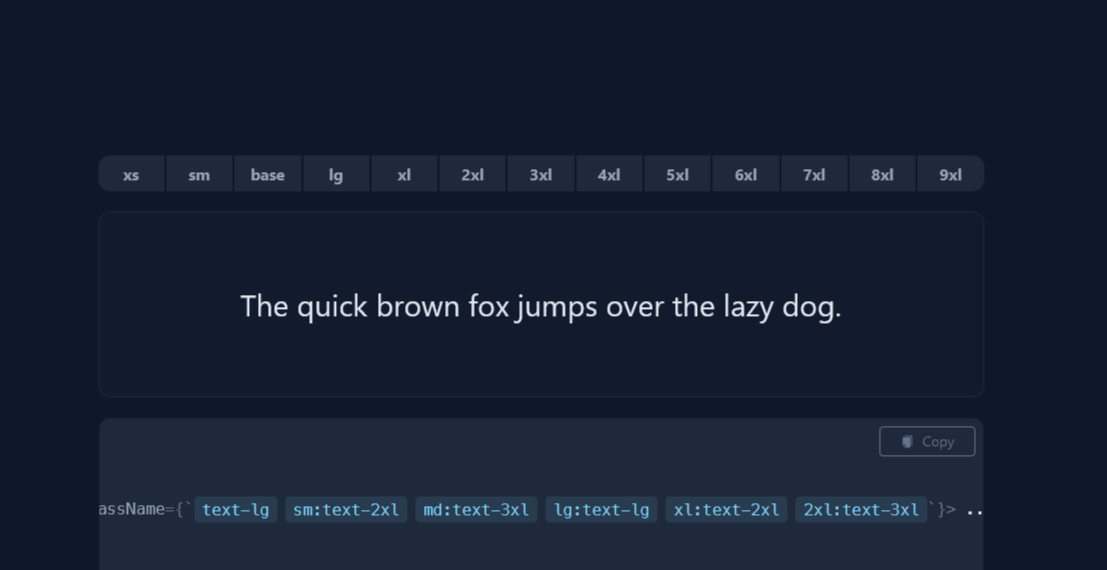 xs sm base lg xl 2xl 3xl 4xl 5xl 6xl 7xl 8xl 9xl
The quick brown fox jumps over the lazy dog.
Copy
assName={`text-lg sm:text-2xl md:text-3xl lg:text-lg xl:text-2xl 2xl:text-3xl`}> ..